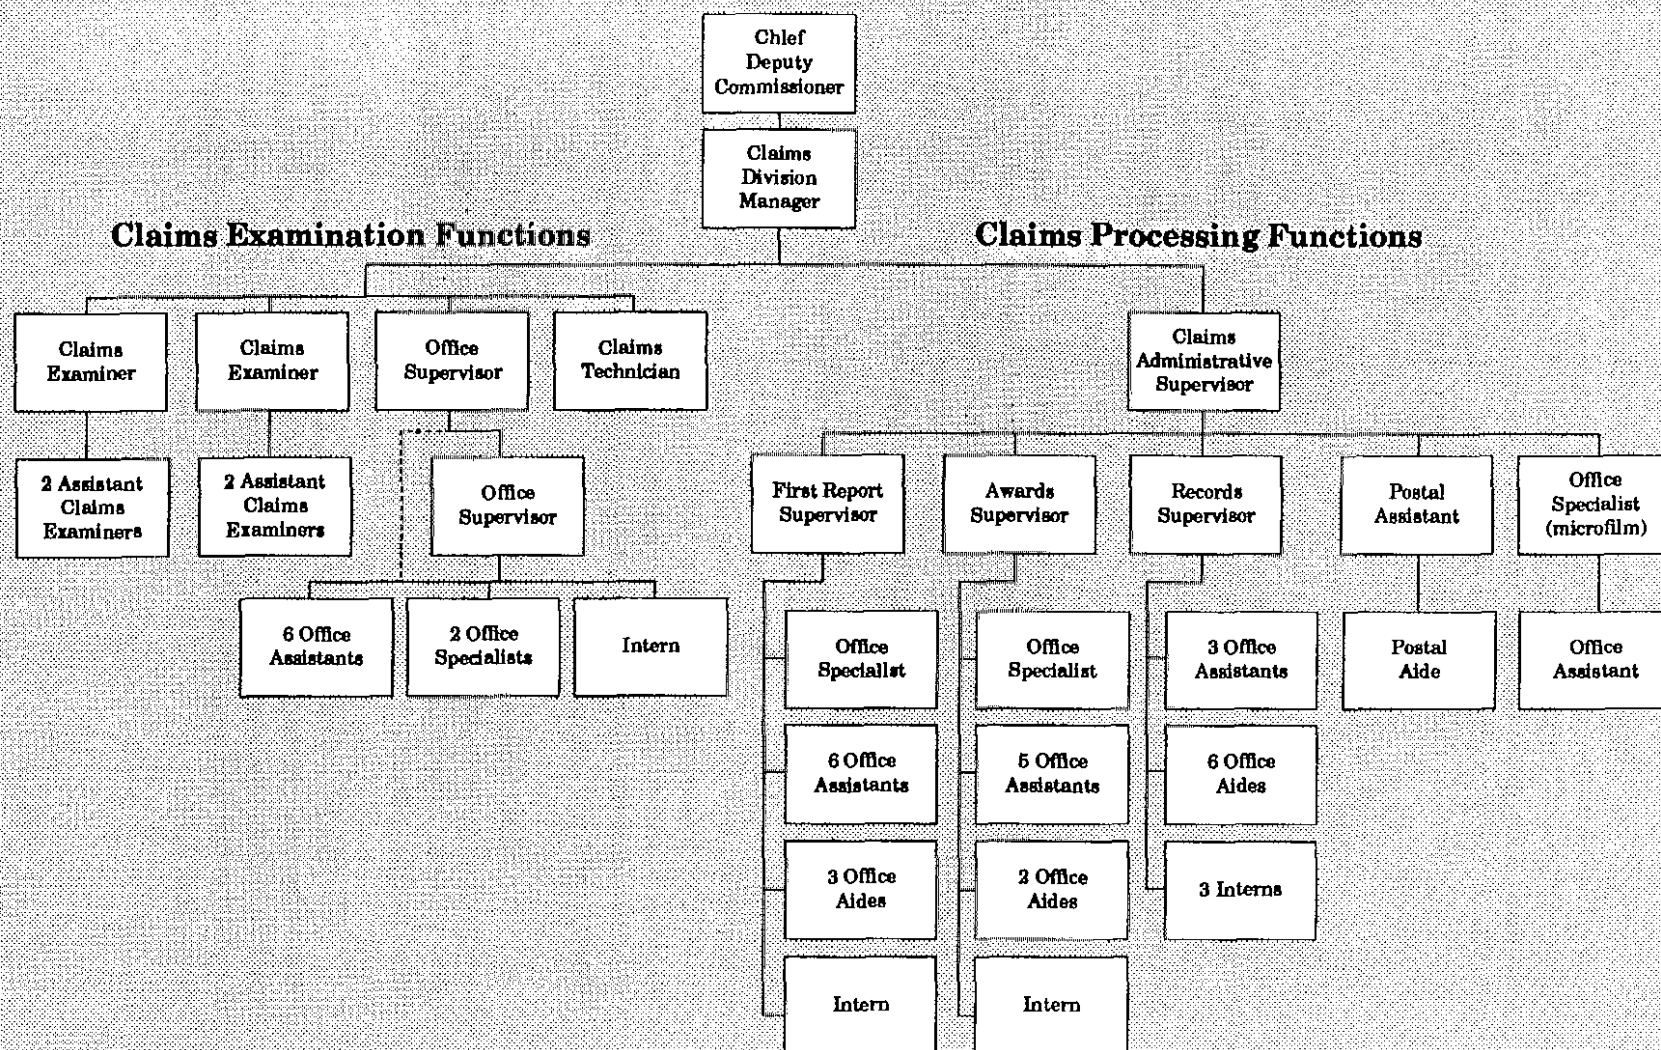 Chief
Deputy
Commissioner
Claims
Division
Manager
Claims Examination Functions
Claims Processing Functions
Claims
Examiner
Claims
Examiner
Office
Supervisor
Claims
Technician
Claims
Administrative
Supervisor
2 Assistant
Claims
Examiners
2 Assistant
Claims
Examiners
Office
Supervisor
First Report
Supervisor
Awards
Supervisor
Records
Supervisor
Postal
Assistant
Office
Specialist
(microfilm)
6 Office
Assistants
2 Office
Specialists
Intern
Office
Specialist
Office
Specialist
3 Office
Assistants
Postal
Aide
Office
Assistant
6 Office
Assistants
5 Office
Assistants
6 Office
Aides
3 Office
Aides
2 Office
Aides
3 Interns
Intern
Intern